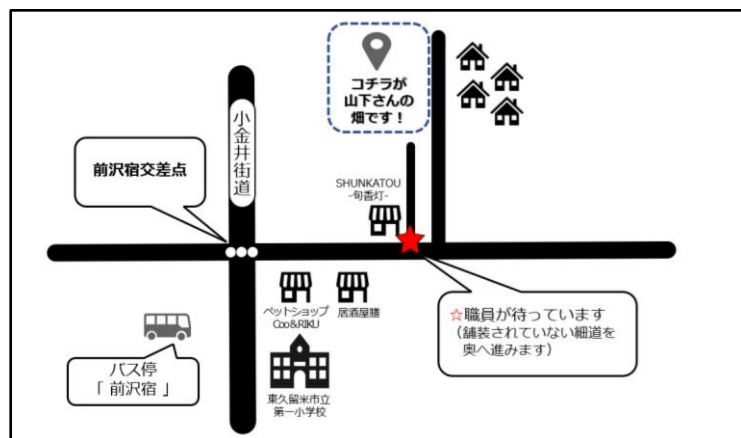 コチラが
山下さんの
畑です！
小金井街道
前沢宿交差点
SHUNKATOU
-旬香灯-
ペットショップ
Coo&RIKU
居酒屋膳
☆職員が待っています
（舗装されていない細道を
奥へ進みます）
バス停
「 前沢宿 」
東久留米市立
第一小学校